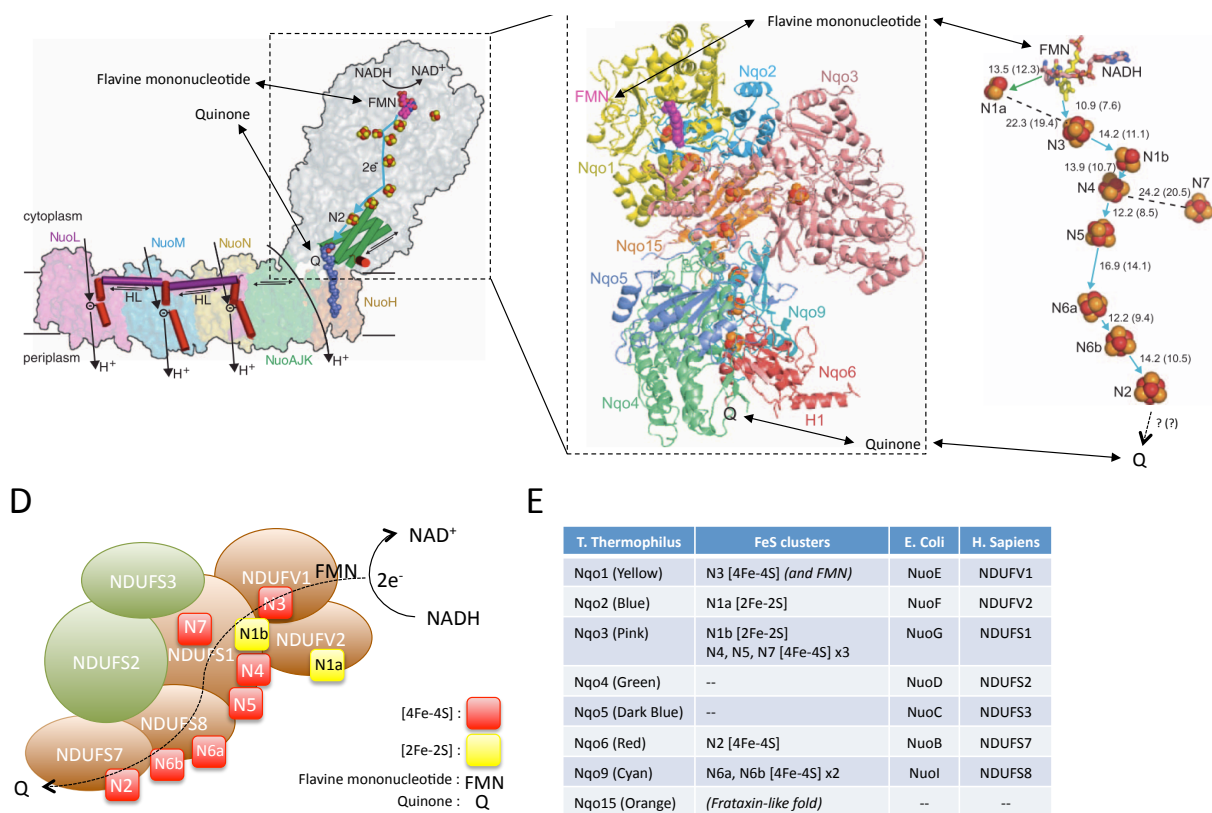 Flavine mononucleotide
NADH
NAD+
FMN
Quinone
2e-
N2
cytoplasm
NuoL
NuoM
NuoN
Q
HL
HL
NuoH
periplasm
H+
H+
H+
NuoAJK
H+
Flavine mononucleotide
Nqo2
Nqo3
FMN
Nqo1
Nqo15
Nqo5
Nqo9
Nqo6
Nqo4
Q
H1
Quinone
FMN
13.5 (12.3)
NADH
N1a
10.9 (7.6)
22.3 (19.4)
N3
14.2 (11.1)
N1b
13.9 (10.7)
N7
N4
24.2 (20.5)
12.2 (8.5)
N5
16.9 (14.1)
N6a
12.2 (9.4)
N6b
14.2 (10.5)
N2
? (?)
Q
D
NAD+
NDUFS3
NDUFV1
FMN
2e-
N3
NADH
N7
N1b
NDUFV2
NDUFS2
NDUFS1
N4
N1a
N5
NDUFS8
NDUFS7
N6a
N6b
N2
Q
[4Fe-4S] :
[2Fe-2S] :
Flavine mononucleotide : FMN
Quinone : Q
E
T. Thermophilus FeS clusters E. Coli H. Sapiens
Nqo1 (Yellow) N3 [4Fe-4S] (and FMN) NuoE NDUFV1
Nqo2 (Blue) N1a [2Fe-2S] NuoF NDUFV2
Nqo3 (Pink) N1b [2Fe-2S] NuoG NDUFS1
N4, N5, N7 [4Fe-4S] x3
Nqo4 (Green) -- NuoD NDUFS2
Nqo5 (Dark Blue) -- NuoC NDUFS3
Nqo6 (Red) N2 [4Fe-4S] NuoB NDUFS7
Nqo9 (Cyan) N6a, N6b [4Fe-4S] x2 NuoI NDUFS8
Nqo15 (Orange) (Frataxin-like fold) -- --